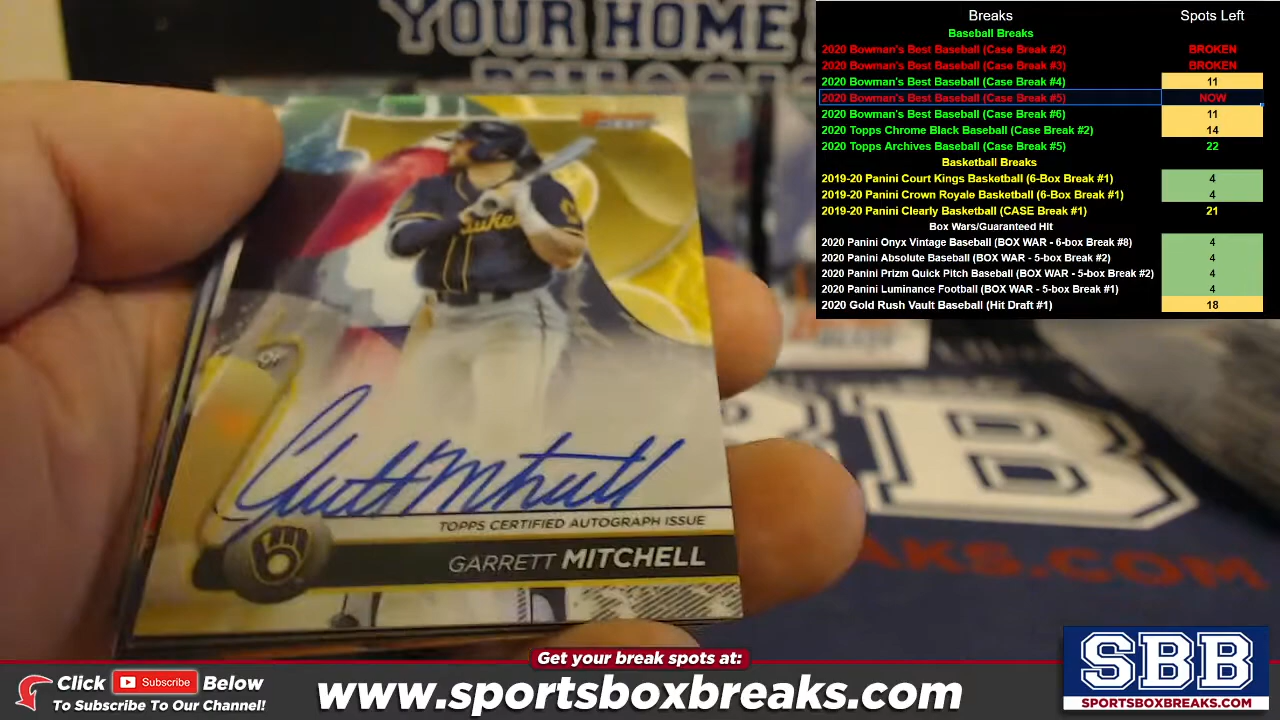 YOUR HOME
Breaks Spots Left
Baseball Breaks
2020 Bowman's Best Baseball (Case Break #2) BROKEN
2020 Bowman's Best Baseball (Case Break #3) BROKEN
2020 Bowman's Best Baseball (Case Break #4) 11
2020 Bowman's Best Baseball (Case Break #5) NOW
2020 Bowman's Best Baseball (Case Break #6) 11
2020 Topps Chrome Black Baseball (Case Break #2) 14
2020 Topps Archives Baseball (Case Break #5) 22
Basketball Breaks
2019-20 Panini Court Kings Basketball (6-Box Break #1) 4
2019-20 Panini Crown Royale Basketball (6-Box Break #1) 4
2019-20 Panini Clearly Basketball (CASE Break #1) 21
Box Wars/Guaranteed Hit
2020 Panini Onyx Vintage Baseball (BOX WAR - 6-box Break #8) 4
2020 Panini Absolute Baseball (BOX WAR - 5-box Break #2) 4
2020 Panini Prizm Quick Pitch Baseball (BOX WAR - 5-box Break #2) 4
2020 Panini Luminance Football (BOX WAR - 5-box Break #1) 4
2020 Gold Rush Vault Baseball (Hit Draft #1) 18
TOPPS CERTIFIED AUTOGRAPH ISSUE
GARRETT MITCHELL
B
.COM
Get your break spots at:
Click Subscribe Below
To Subscribe To Our Channel!
www.sportsboxbreaks.com
SBB
SPORTSBOXBREAKS.COM